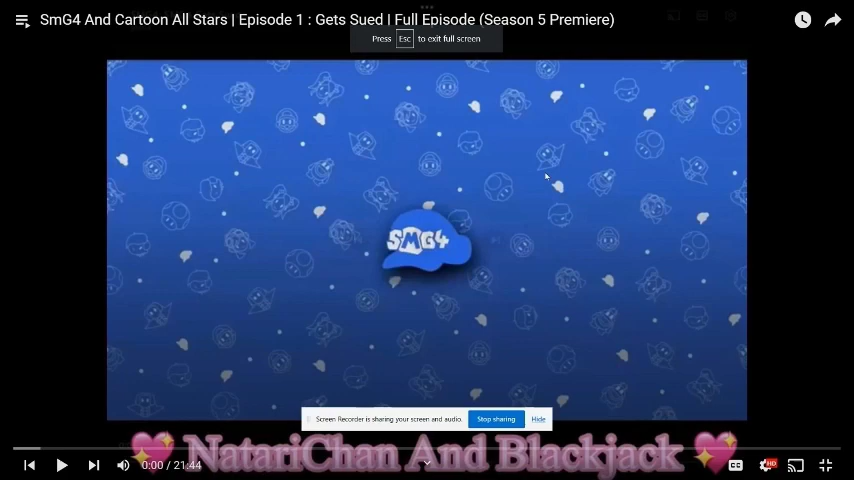 SmG4 And Cartoon All Stars | Episode 1 : Gets Sued | Full Episode (Season 5 Premiere)
Press Esc to exit full screen
SMG4
Screen Recorder is sharing your screen and audio. Stop sharing Hide
💖 NatariChan And Blackjack 💖
0:00 / 21:44
CC
HD